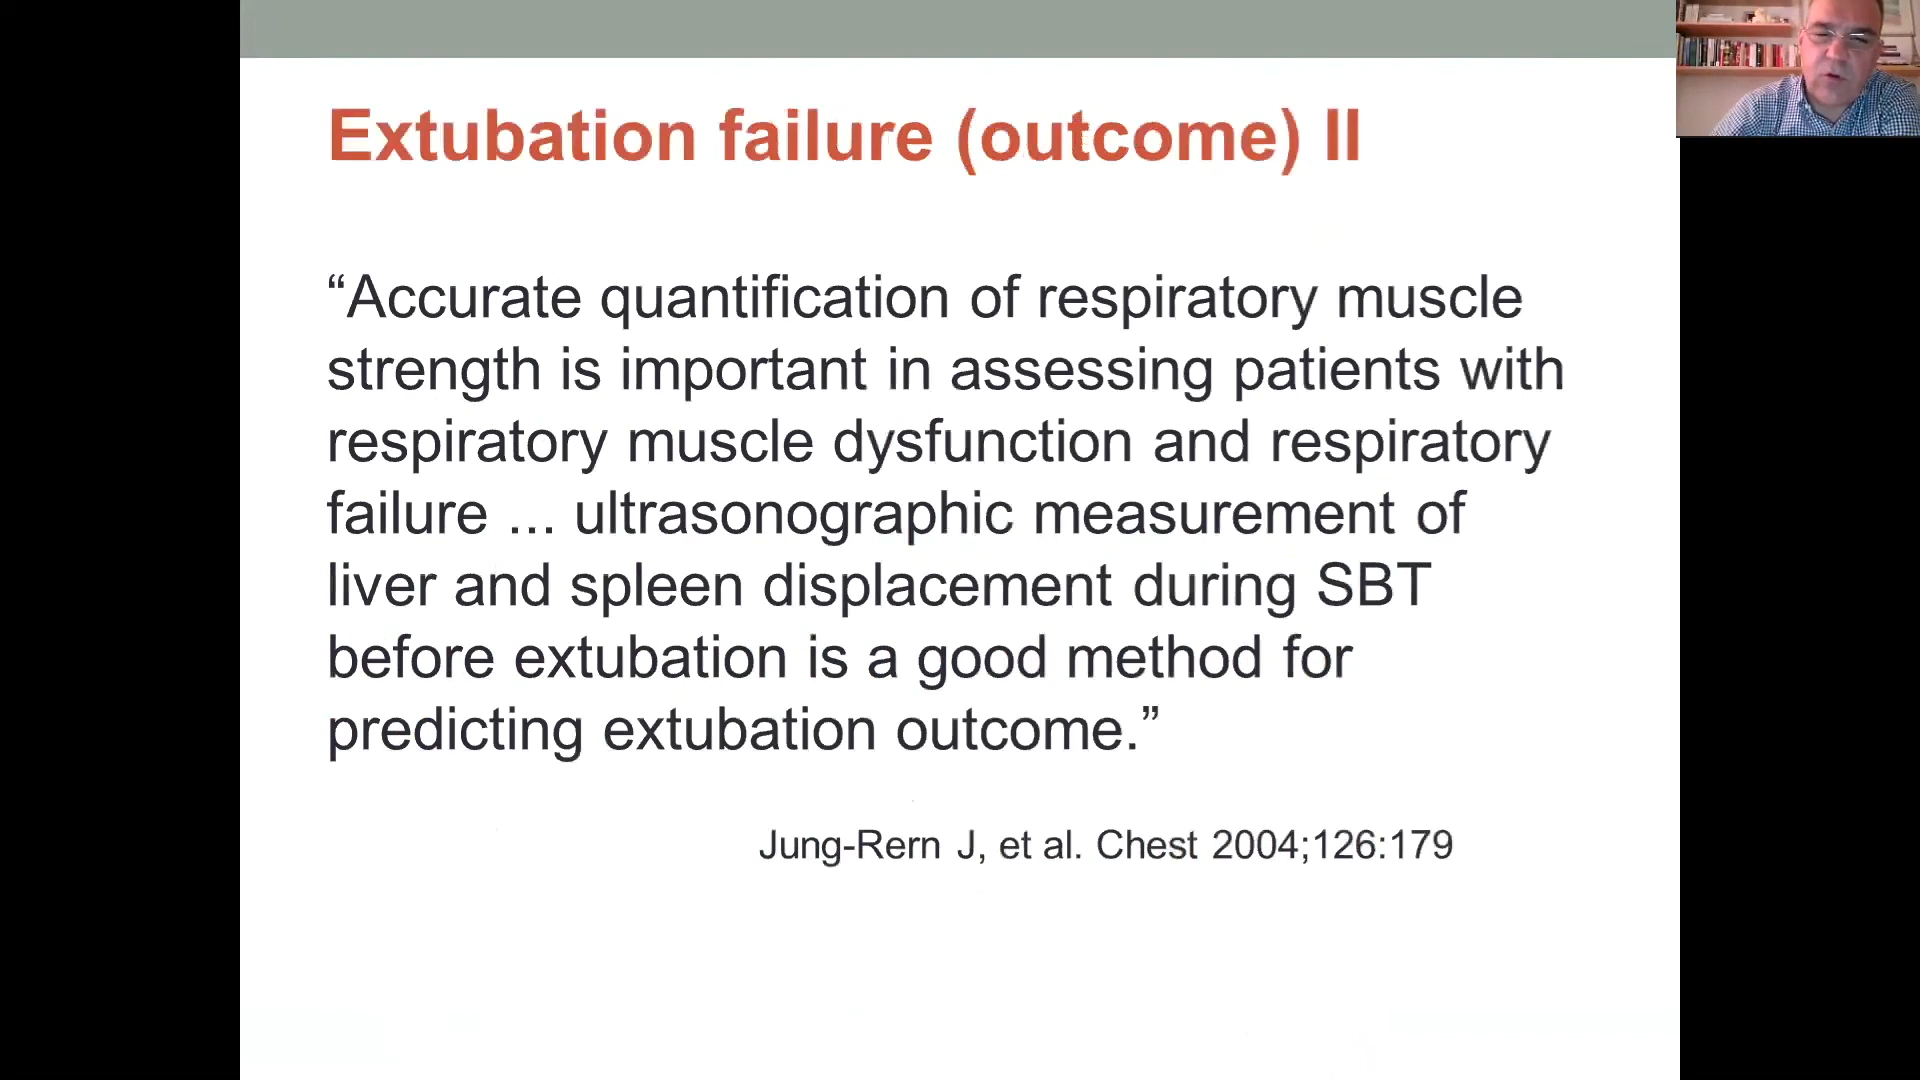 Extubation failure (outcome) II
“Accurate quantification of respiratory muscle
strength is important in assessing patients with
respiratory muscle dysfunction and respiratory
failure ... ultrasonographic measurement of
liver and spleen displacement during SBT
before extubation is a good method for
predicting extubation outcome.”
Jung-Rern J, et al. Chest 2004;126:179